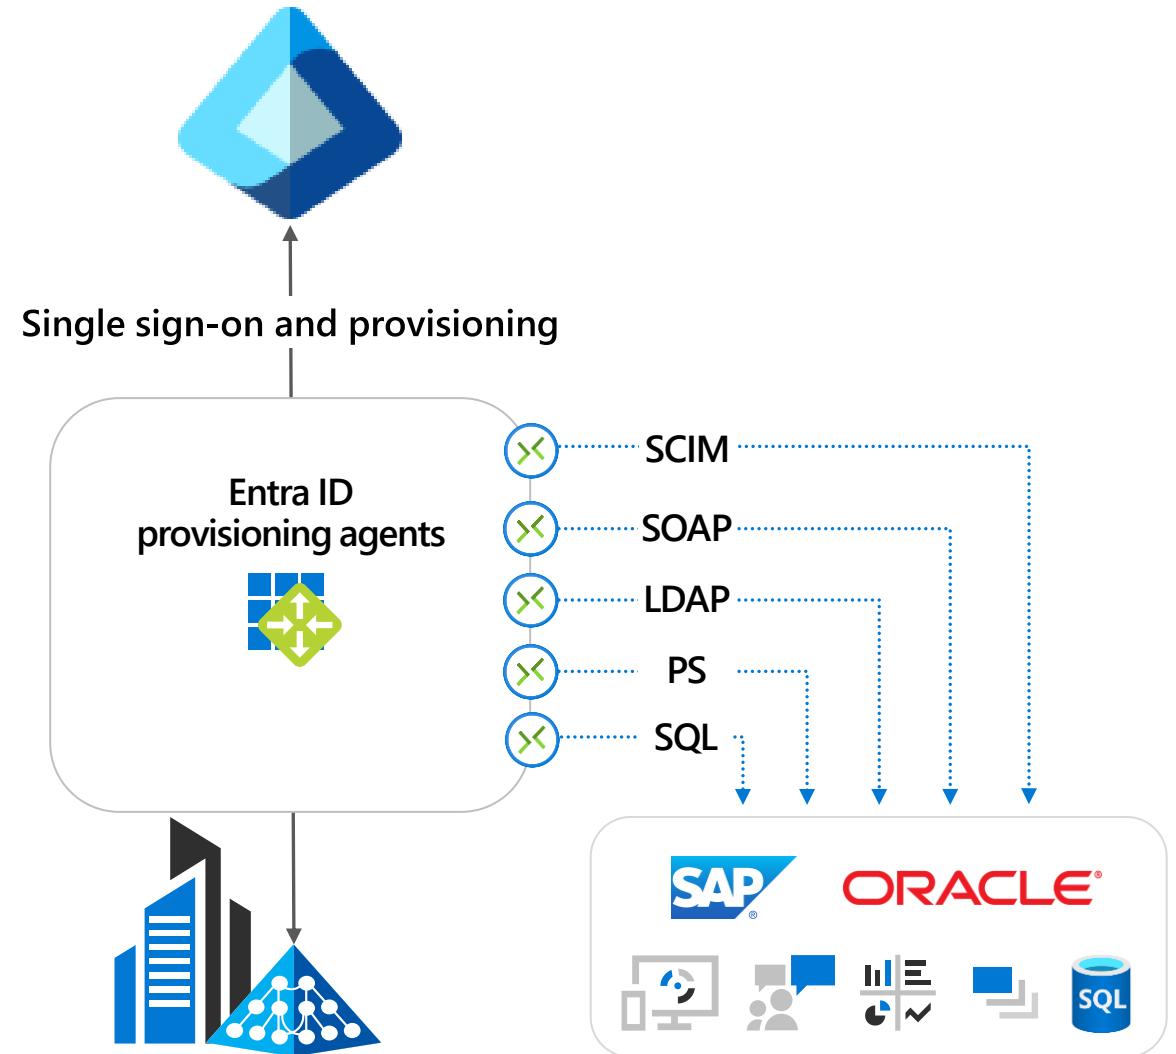 Single sign-on and provisioning
Entra ID
provisioning agents
SCIM
SOAP
LDAP
PS
SQL
SAP®
ORACLE®
SQL